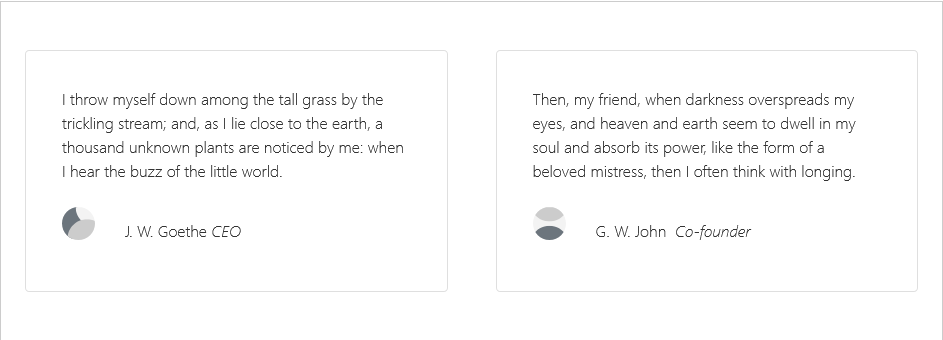 I throw myself down among the tall grass by the
trickling stream; and, as I lie close to the earth, a
thousand unknown plants are noticed by me: when
I hear the buzz of the little world.
J. W. Goethe CEO
Then, my friend, when darkness overspreads my
eyes, and heaven and earth seem to dwell in my
soul and absorb its power, like the form of a
beloved mistress, then I often think with longing.
G. W. John Co-founder